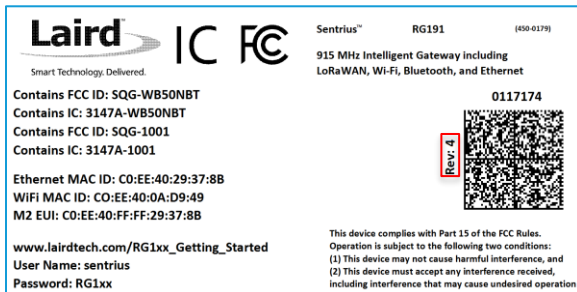 Laird™ IC FC
Smart Technology. Delivered.
Contains FCC ID: SQG-WB50NBT
Contains IC: 3147A-WB50NBT
Contains FCC ID: SQG-1001
Contains IC: 3147A-1001
Ethernet MAC ID: C0:EE:40:29:37:8B
WiFi MAC ID: CO:EE:40:0A:D9:49
M2 EUI: C0:EE:40:FF:FF:29:37:8B
www.lairdtech.com/RG1xx_Getting_Started
User Name: sentrius
Password: RG1xx
Sentrius™ RG191 (450-0179)
915 MHz Intelligent Gateway including
LoRaWAN, Wi-Fi, Bluetooth, and Ethernet
0117174
Rev: 4
This device complies with Part 15 of the FCC Rules.
Operation is subject to the following two conditions:
(1) This device may not cause harmful interference, and
(2) This device must accept any interference received,
including interference that may cause undesired operation